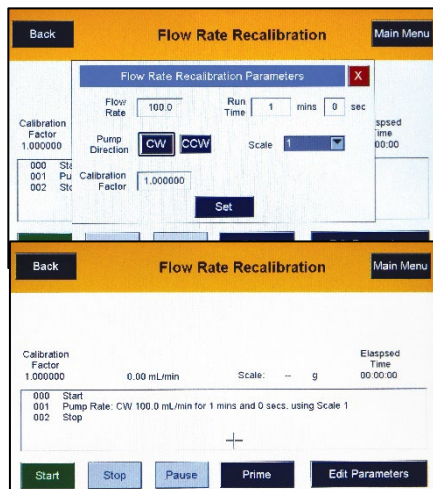 Back Flow Rate Recalibration Main Menu
Flow Rate Recalibration Parameters X
Flow Rate 100.0 Run Time 1 mins 0 sec
Calibration Factor
1.000000
Pump Direction CW CCW Scale 1
000 Sta
001 Pu
002 Sto
Calibration Factor 1.000000
Set
Back Flow Rate Recalibration Main Menu
Calibration Factor
Elaspsed Time
1.000000 0.00 mL/min Scale: -- g 00:00:00
000 Start
001 Pump Rate: CW 100.0 mL/min for 1 mins and 0 secs. using Scale 1
002 Stop
Start Stop Pause Prime Edit Parameters